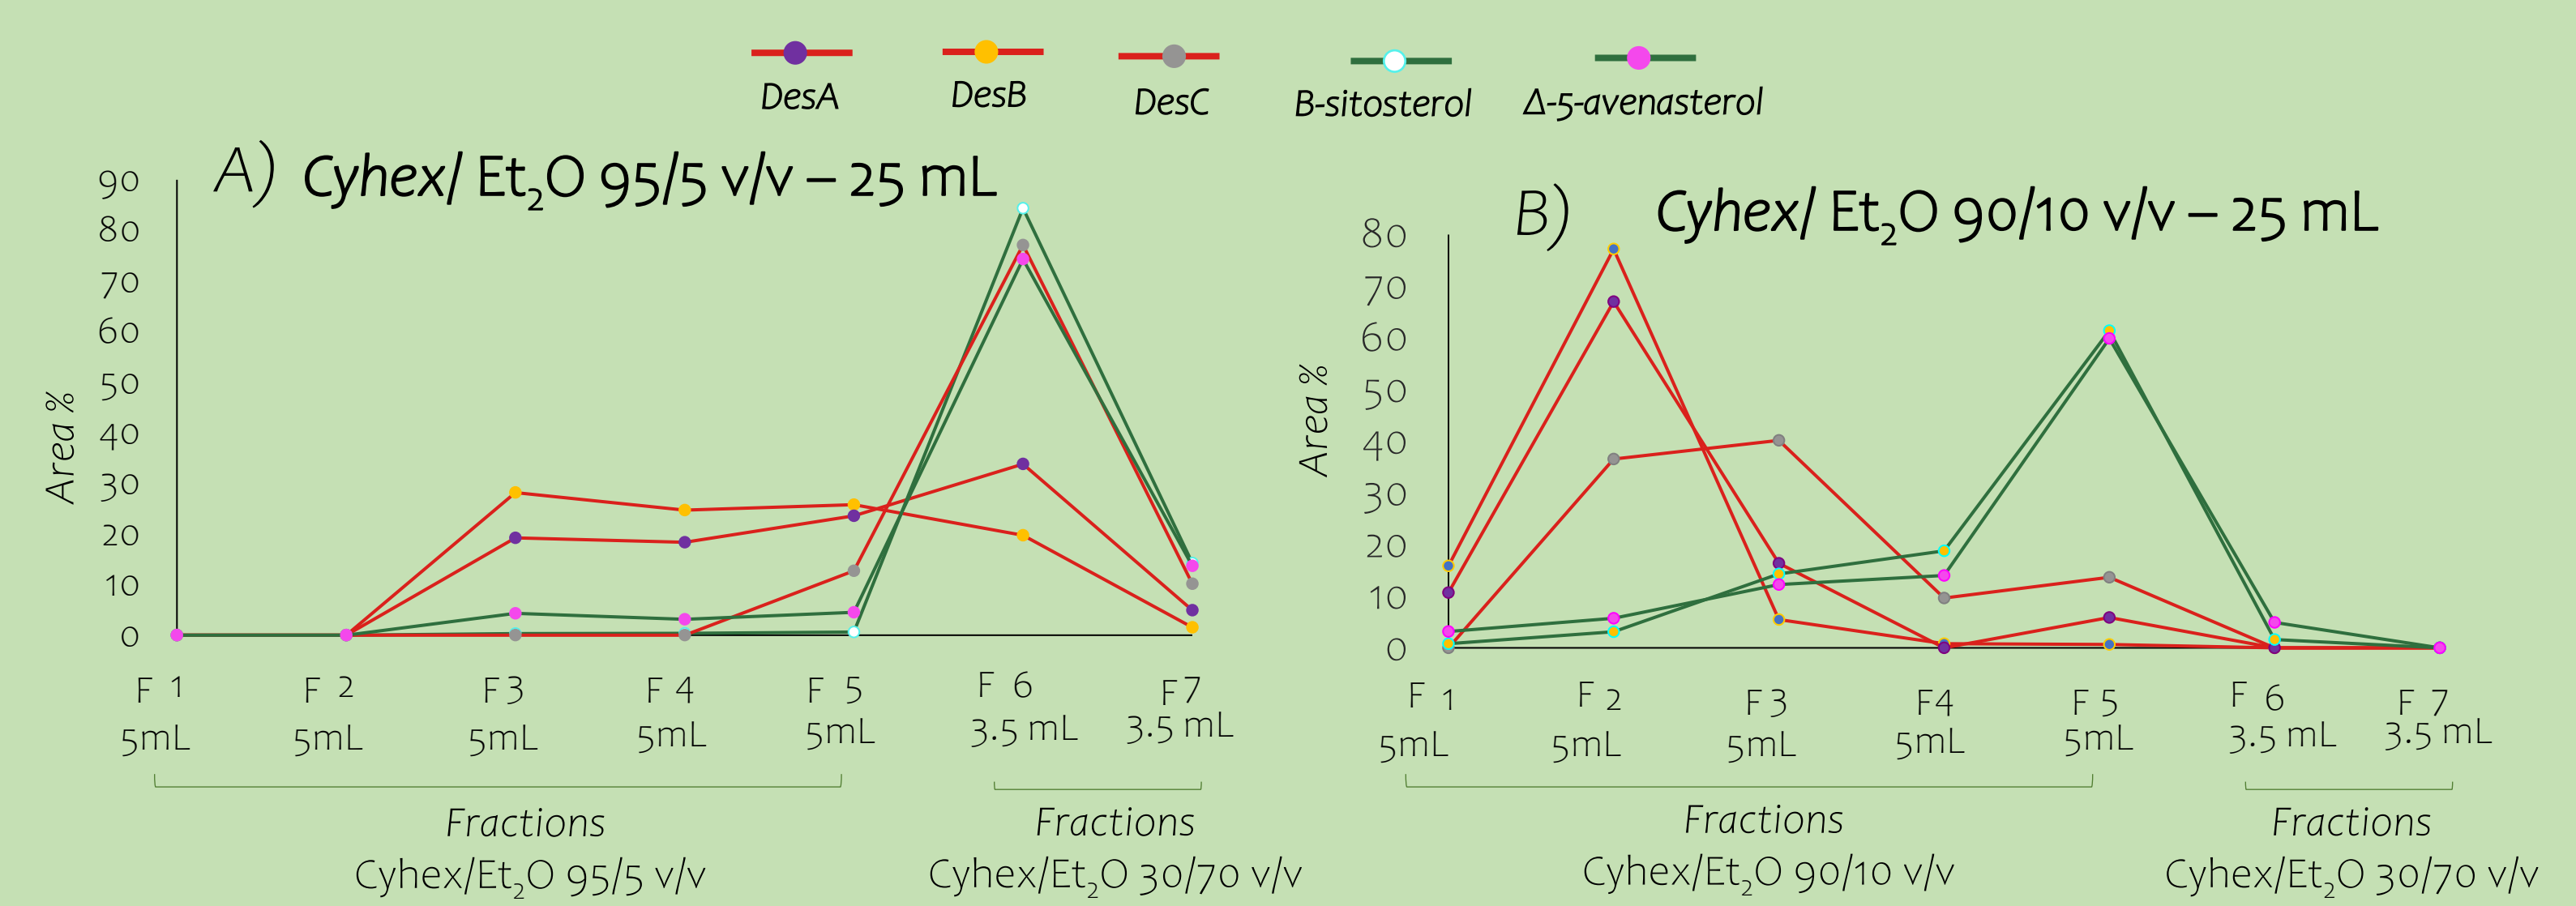 DesA
DesB
DesC
B-sitosterol
Δ-5-avenasterol
A) Cyhex/ Et₂O 95/5 v/v – 25 mL
90
80
70
60
50
40
30
20
10
0
Area %
F 1
F 2
F 3
F 4
F 5
F 6
F 7
5mL
5mL
5mL
5mL
5mL
3.5 mL
3.5 mL
Fractions
Cyhex/Et₂O 95/5 v/v
Fractions
Cyhex/Et₂O 30/70 v/v
B) Cyhex/ Et₂O 90/10 v/v – 25 mL
80
70
60
50
40
30
20
10
0
Area %
F 1
F 2
F 3
F4
F 5
F 6
F 7
5mL
5mL
5mL
5mL
5mL
3.5 mL
3.5 mL
Fractions
Cyhex/Et₂O 90/10 v/v
Fractions
Cyhex/Et₂O 30/70 v/v